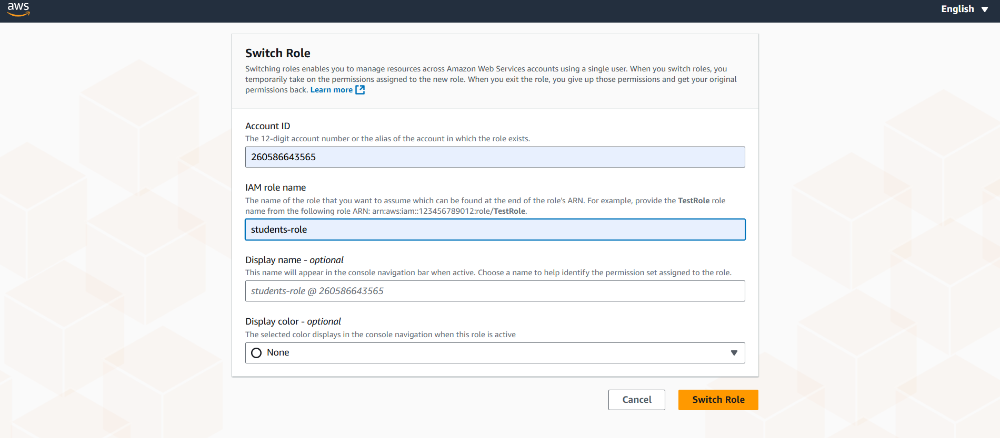 aws
English
Switch Role
Switching roles enables you to manage resources across Amazon Web Services accounts using a single user. When you switch roles, you
temporarily take on the permissions assigned to the new role. When you exit the role, you give up those permissions and get your original
permissions back. Learn more
Account ID
The 12-digit account number or the alias of the account in which the role exists.
260586643565
IAM role name
The name of the role that you want to assume which can be found at the end of the role's ARN. For example, provide the TestRole role
name from the following role ARN: arn:aws:iam::123456789012:role/TestRole.
students-role
Display name - optional
This name will appear in the console navigation bar when active. Choose a name to help identify the permission set assigned to the role.
students-role @ 260586643565
Display color - optional
The selected color displays in the console navigation when this role is active
None
Cancel
Switch Role